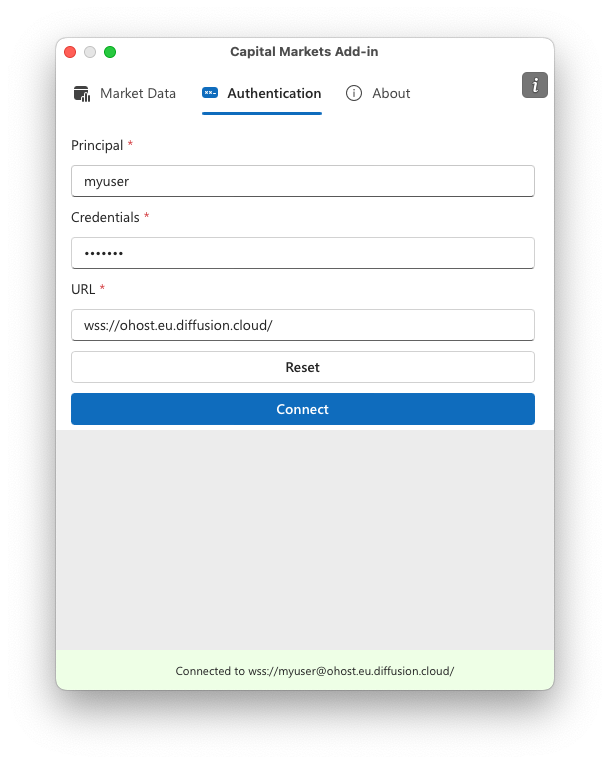 Capital Markets Add-in
Market Data Authentication About
Principal *
myuser
Credentials *
•••••••
URL *
wss://ohost.eu.diffusion.cloud/
Reset
Connect
Connected to wss://myuser@ohost.eu.diffusion.cloud/